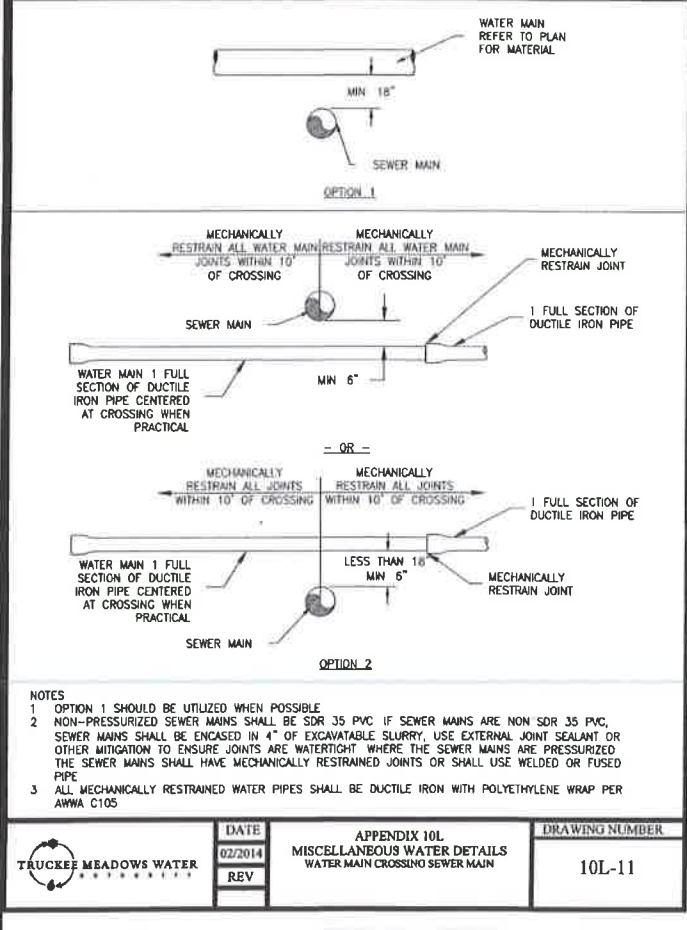 WATER MAIN
REFER TO PLAN
FOR MATERIAL
MIN 18"
SEWER MAIN
OPTION 1
MECHANICALLY
RESTRAIN ALL WATER MAIN
JOINTS WITHIN 10'
OF CROSSING
MECHANICALLY
RESTRAIN ALL WATER MAIN
JOINTS WITHIN 10'
OF CROSSING
MECHANICALLY
RESTRAIN JOINT
SEWER MAIN
1 FULL SECTION OF
DUCTILE IRON PIPE
WATER MAIN 1 FULL
SECTION OF DUCTILE
IRON PIPE CENTERED
AT CROSSING WHEN
PRACTICAL
MIN 6"
- OR -
MECHANICALLY
RESTRAIN ALL JOINTS
WITHIN 10' OF CROSSING
MECHANICALLY
RESTRAIN ALL JOINTS
WITHIN 10' OF CROSSING
1 FULL SECTION OF
DUCTILE IRON PIPE
WATER MAIN 1 FULL
SECTION OF DUCTILE
IRON PIPE CENTERED
AT CROSSING WHEN
PRACTICAL
LESS THAN 18"
MIN 6"
MECHANICALLY
RESTRAIN JOINT
SEWER MAIN
OPTION 2
NOTES
1 OPTION 1 SHOULD BE UTILIZED WHEN POSSIBLE
2 NON-PRESSURIZED SEWER MAINS SHALL BE SDR 35 PVC IF SEWER MAINS ARE NON SDR 35 PVC,
SEWER MAINS SHALL BE ENCASED IN 4" OF EXCAVATABLE SLURRY, USE EXTERNAL JOINT SEALANT OR
OTHER MITIGATION TO ENSURE JOINTS ARE WATERTIGHT WHERE THE SEWER MAINS ARE PRESSURIZED
THE SEWER MAINS SHALL HAVE MECHANICALLY RESTRAINED JOINTS OR SHALL USE WELDED OR FUSED
PIPE
3 ALL MECHANICALLY RESTRAINED WATER PIPES SHALL BE DUCTILE IRON WITH POLYETHYLENE WRAP PER
AWWA C105
TRUCKEE MEADOWS WATER
DATE
02/2014
REV
APPENDIX 10L
MISCELLANEOUS WATER DETAILS
WATER MAIN CROSSING SEWER MAIN
DRAWING NUMBER
10L-11